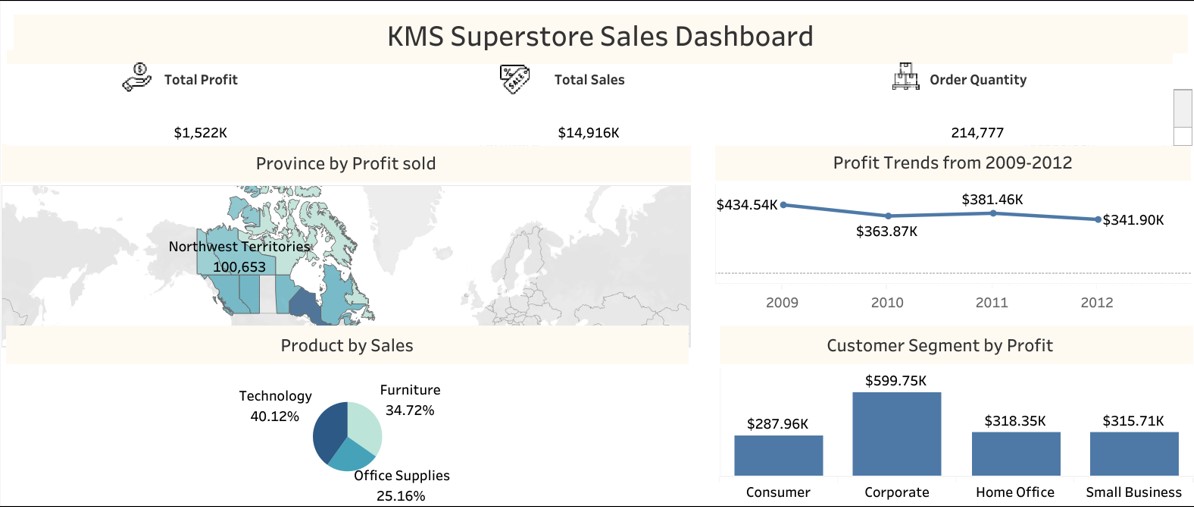 KMS Superstore Sales Dashboard
Total Profit
$1,522K
Total Sales
$14,916K
Order Quantity
214,777
Province by Profit sold
Northwest Territories
100,653
Profit Trends from 2009-2012
$434.54K
$363.87K
$381.46K
$341.90K
2009
2010
2011
2012
Product by Sales
Technology
40.12%
Furniture
34.72%
Office Supplies
25.16%
Customer Segment by Profit
$287.96K
$599.75K
$318.35K
$315.71K
Consumer
Corporate
Home Office
Small Business